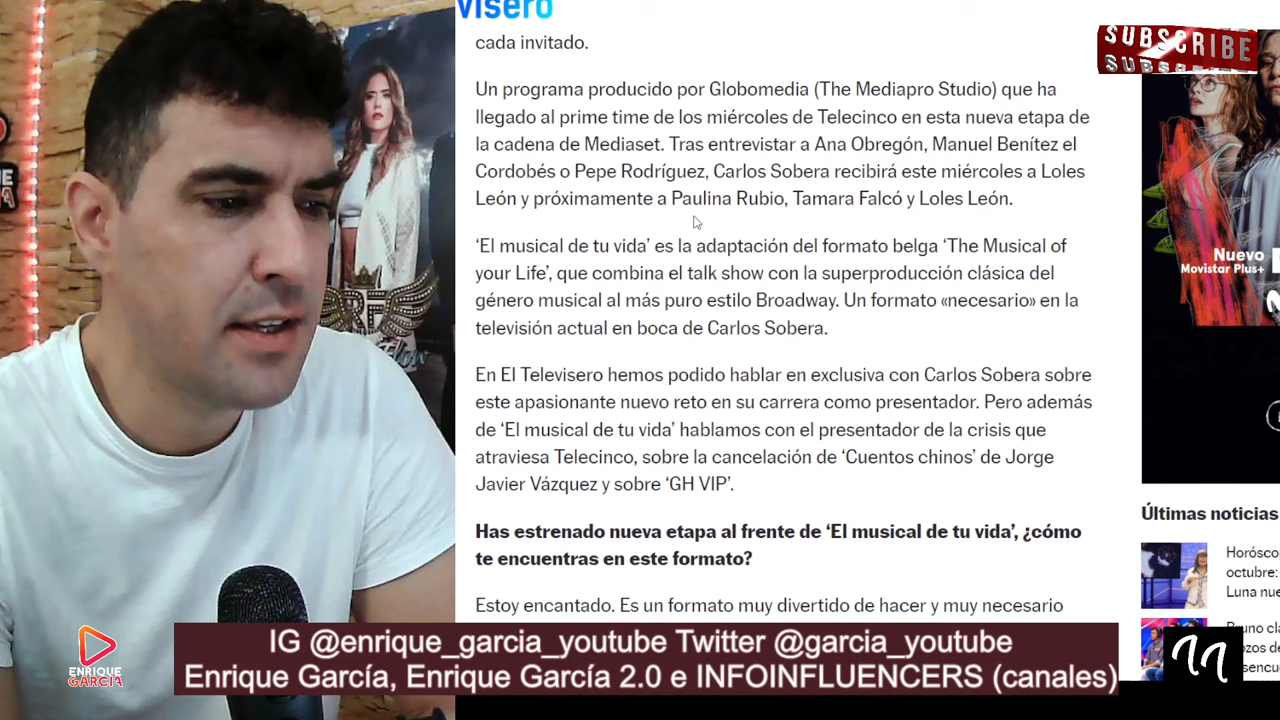 visero
cada invitado.
Un programa producido por Globomedia (The Mediapro Studio) que ha
llegado al prime time de los miércoles de Telecinco en esta nueva etapa de
la cadena de Mediaset. Tras entrevistar a Ana Obregón, Manuel Benítez el
Cordobés o Pepe Rodríguez, Carlos Sobera recibirá este miércoles a Loles
León y próximamente a Paulina Rubio, Tamara Falcó y Loles León.
‘El musical de tu vida’ es la adaptación del formato belga ‘The Musical of
your Life’, que combina el talk show con la superproducción clásica del
género musical al más puro estilo Broadway. Un formato «necesario» en la
televisión actual en boca de Carlos Sobera.
En El Televisero hemos podido hablar en exclusiva con Carlos Sobera sobre
este apasionante nuevo reto en su carrera como presentador. Pero además
de ‘El musical de tu vida’ hablamos con el presentador de la crisis que
atraviesa Telecinco, sobre la cancelación de ‘Cuentos chinos’ de Jorge
Javier Vázquez y sobre ‘GH VIP’.
Has estrenado nueva etapa al frente de ‘El musical de tu vida’, ¿cómo
te encuentras en este formato?
Estoy encantado. Es un formato muy divertido de hacer y muy necesario
SUBSCRIBE
Nuevo
Movistar Plus+
Últimas noticias
Horósco
octubre:
Luna nue
Bruno cla
IG @enrique_garcia_youtube Twitter @garcia_youtube
Enrique García, Enrique García 2.0 e INFOINFLUENCERS (canales)
ENRIQUE
GARCÍA